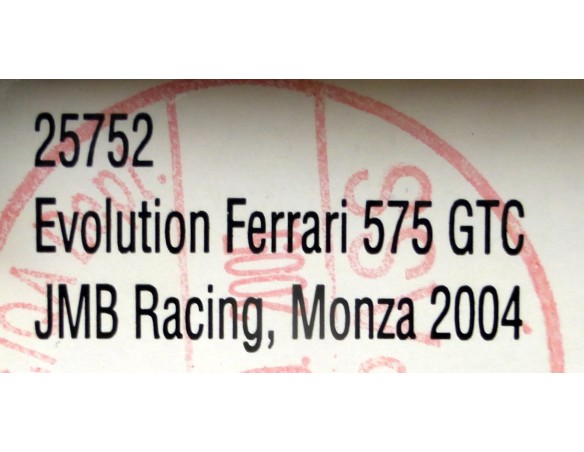 25752
Evolution Ferrari 575 GTC
JMB Racing, Monza 2004